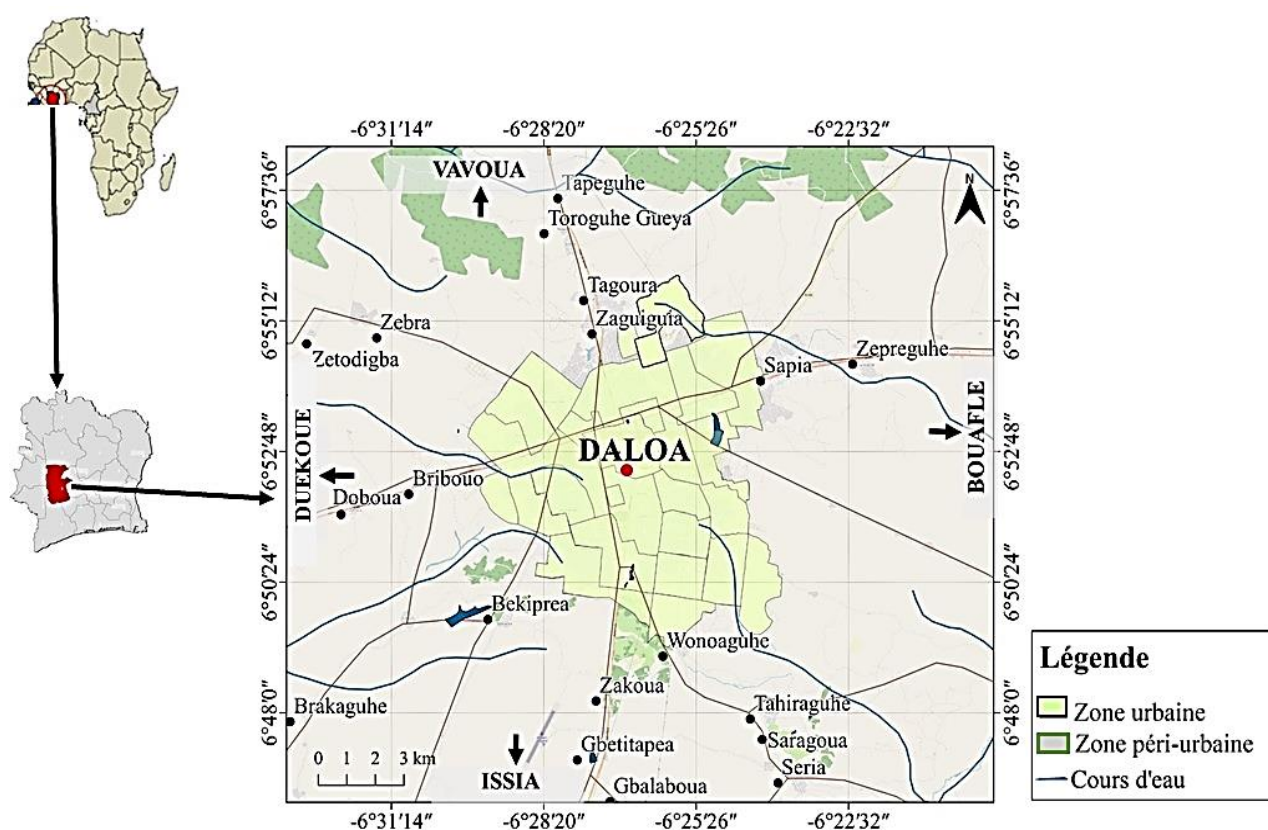 -6°31′14″ -6°28′20″ -6°25′26″ -6°22′32″
6°57′36″
VAVOUA
Tapeguhe
N
6°57′36″
Toroguhe Gueya
6°55′12″
Tagoura
6°55′12″
Zebra
Zaguiguia
Zetodigba
Sapia
Zepreguhe
6°52′48″
DUEKOUE
DALOA
BOUAFLE
6°52′48″
Bribouo
Doboua
6°50′24″
6°50′24″
Bekiprea
Wonoaguhe
Zakoua
6°48′0″
Brakaguhe
Tahiraguhe
6°48′0″
Saragoua
Gbetitapea
0 1 2 3 km
ISSIA
Seria
Gbalaboua
-6°31′14″ -6°28′20″ -6°25′26″ -6°22′32″
Légende
Zone urbaine
Zone péri-urbaine
Cours d'eau